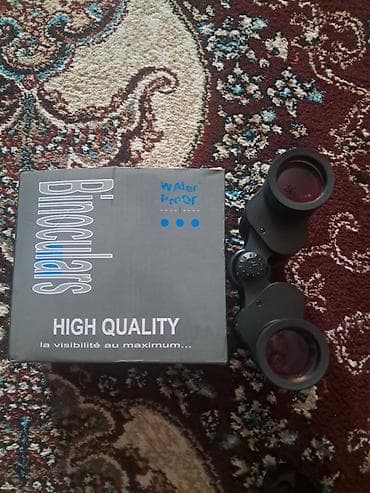 Binoculars
WAter
ProoF
HIGH QUALITY
la visibilité au maximum...